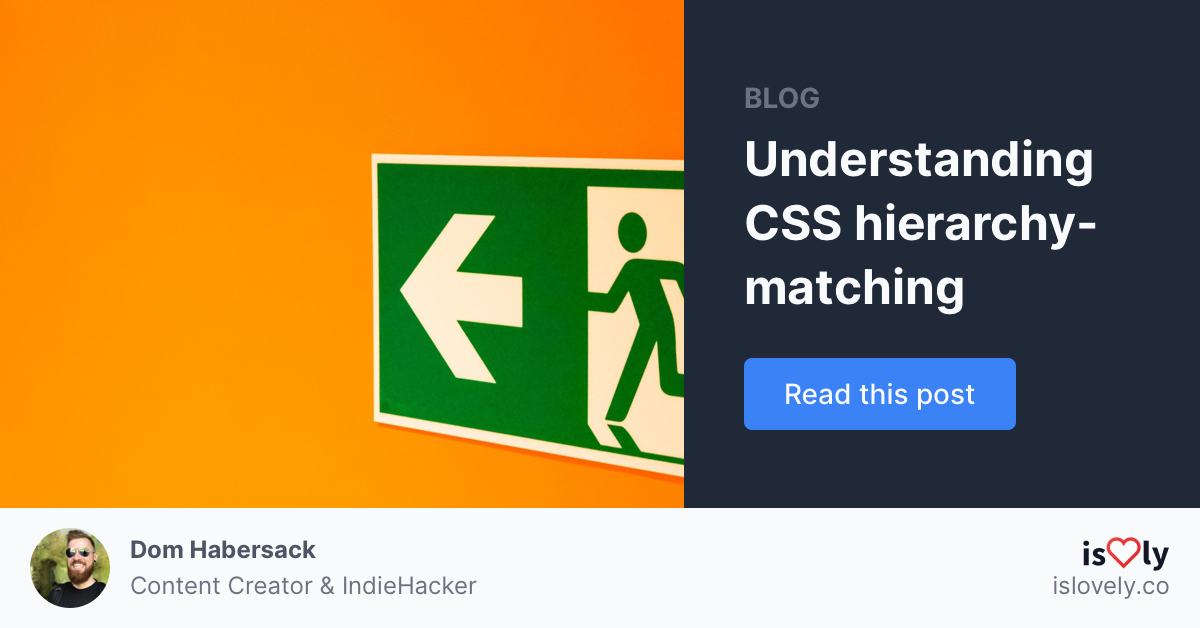 BLOG
Understanding
CSS hierarchy-
matching
Read this post
Dom Habersack
Content Creator & IndieHacker
is♡ly
islovely.co